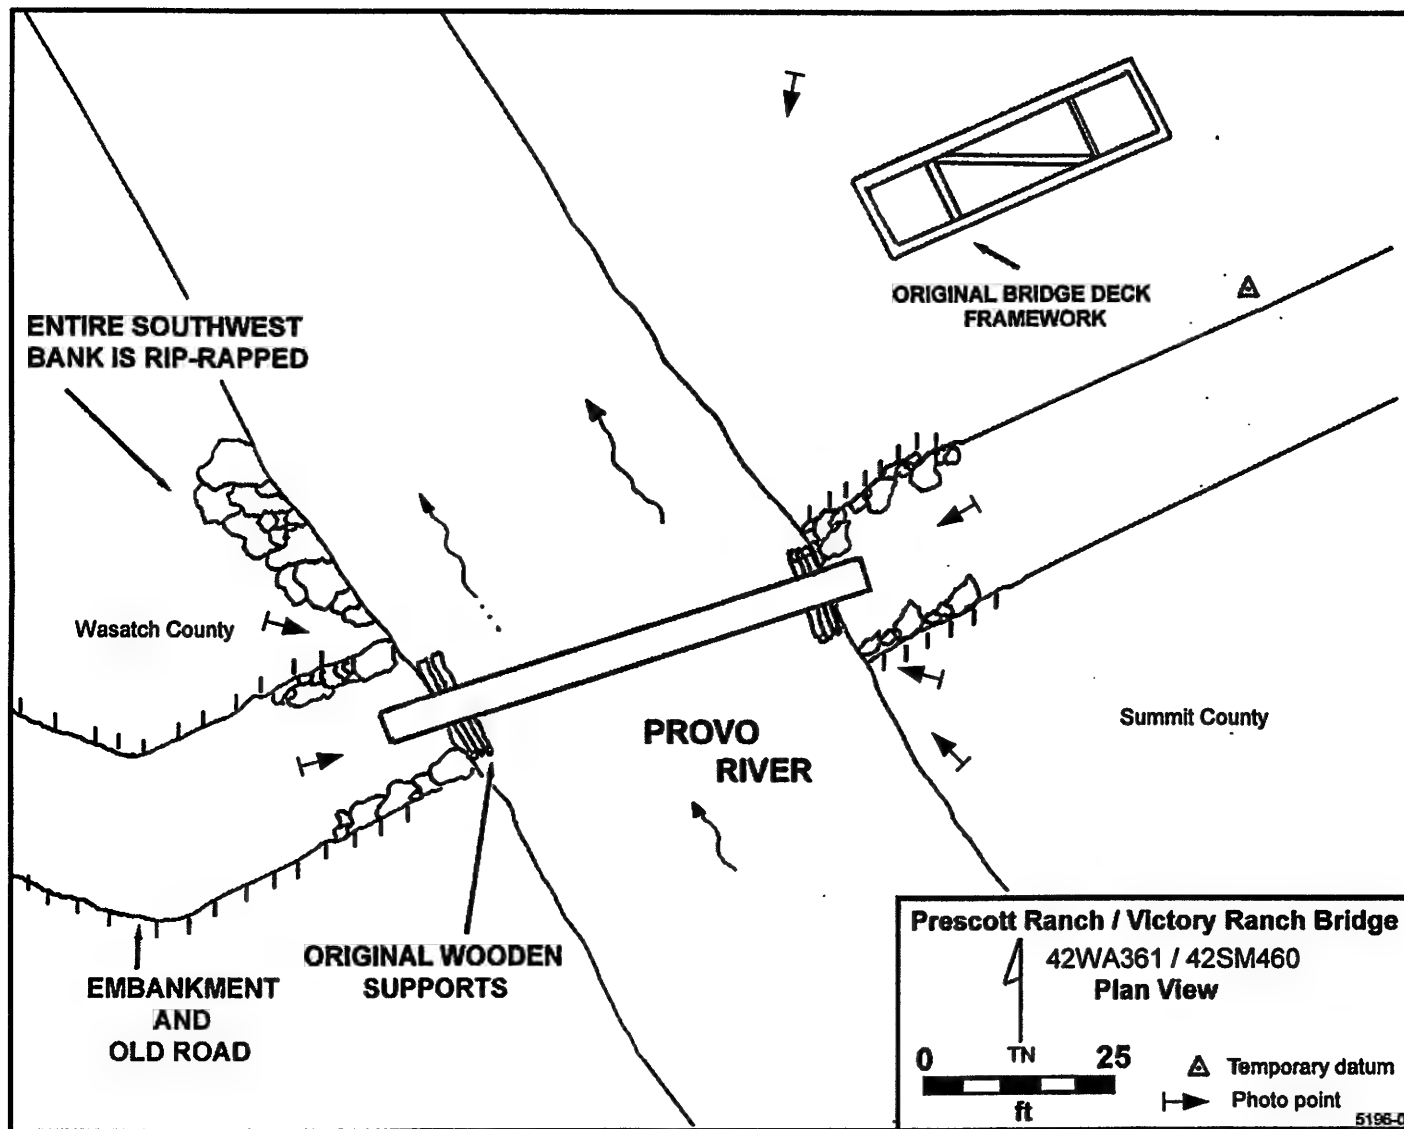 ORIGINAL BRIDGE DECK
FRAMEWORK
ENTIRE SOUTHWEST
BANK IS RIP-RAPPED
Wasatch County
PROVO
RIVER
Summit County
ORIGINAL WOODEN
SUPPORTS
EMBANKMENT
AND
OLD ROAD
Prescott Ranch / Victory Ranch Bridge
42WA361 / 42SM460
Plan View
TN
0 25
ft
Temporary datum
Photo point
5196-0